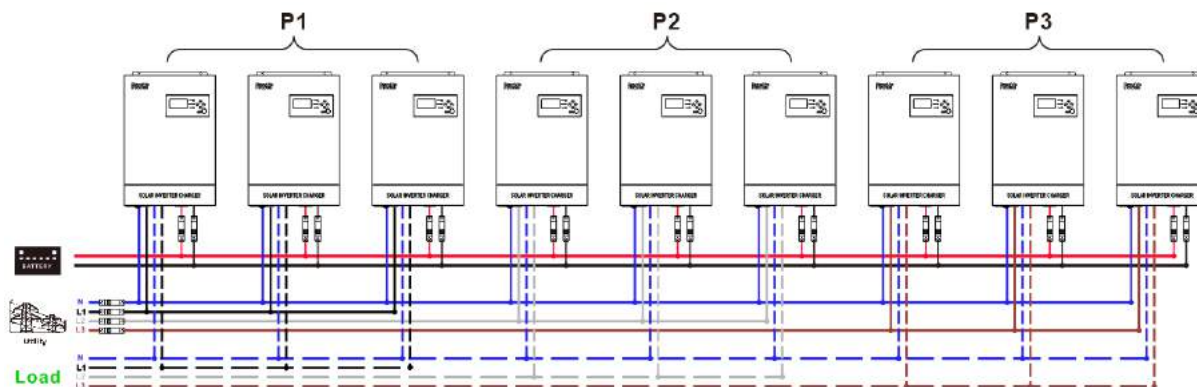 P1 P2 P3
SOLAR INVERTER CHARGER SOLAR INVERTER CHARGER SOLAR INVERTER CHARGER SOLAR INVERTER CHARGER SOLAR INVERTER CHARGER SOLAR INVERTER CHARGER SOLAR INVERTER CHARGER SOLAR INVERTER CHARGER SOLAR INVERTER CHARGER
BATTERY
N
L1
L2
L3
Utility
N
L1
L2
L3
Load